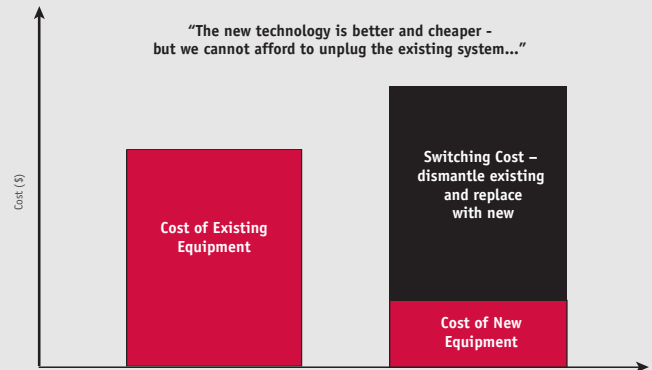 “The new technology is better and cheaper -
but we cannot afford to unplug the existing system...”
Cost ($)
Cost of Existing
Equipment
Switching Cost –
dismantle existing
and replace
with new
Cost of New
Equipment